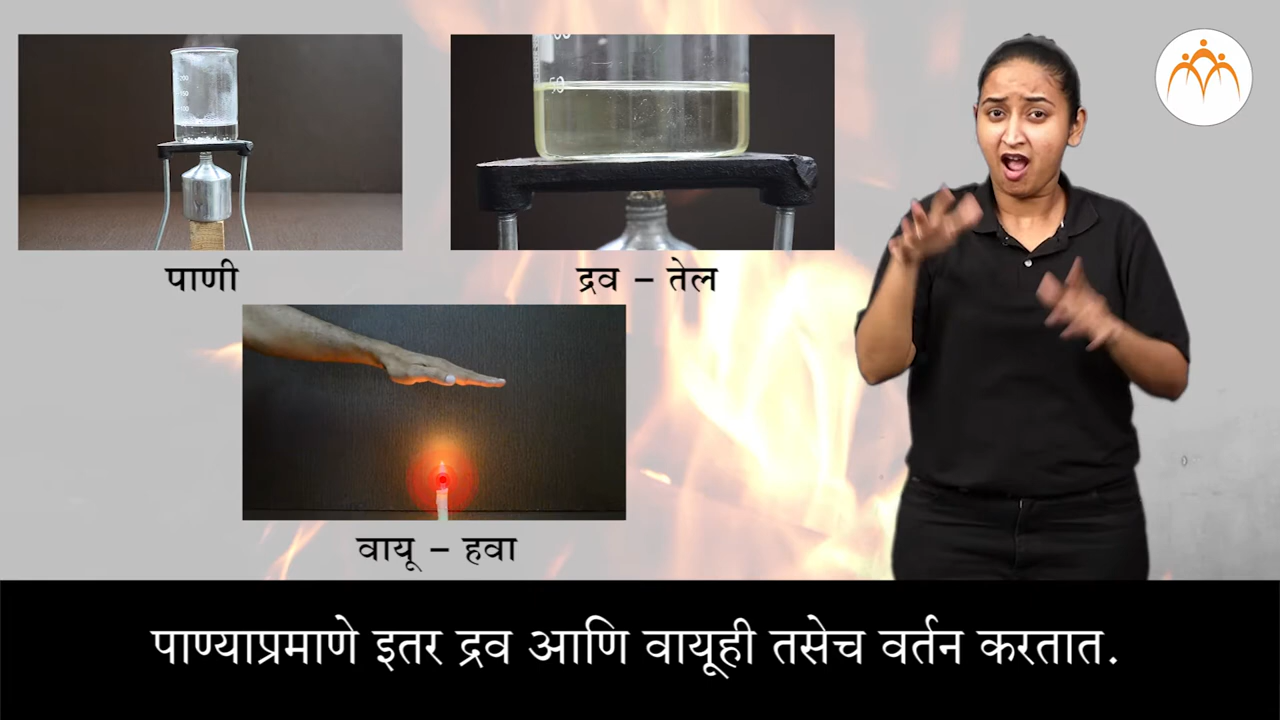 पाणी
द्रव – तेल
वायू – हवा
पाण्याप्रमाणे इतर द्रव आणि वायूही तसेच वर्तन करतात.